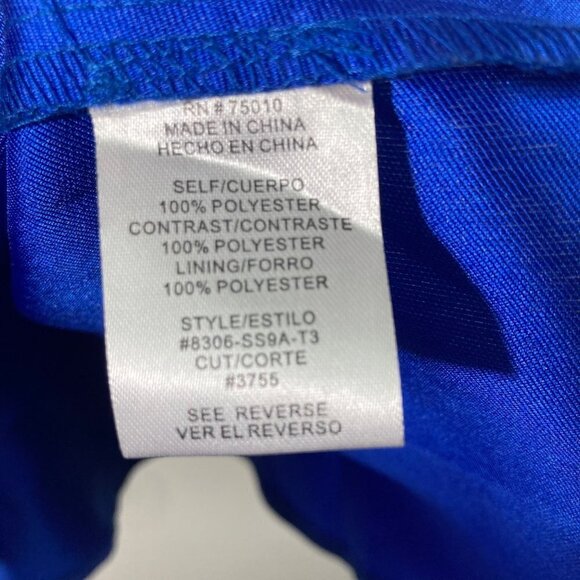 RN # 75010
MADE IN CHINA
HECHO EN CHINA
SELF/CUERPO
100% POLYESTER
CONTRAST/CONTRASTE
100% POLYESTER
LINING/FORRO
100% POLYESTER
STYLE/ESTILO
#8306-SS9A-T3
CUT/CORTE
#3755
SEE REVERSE
VER EL REVERSO